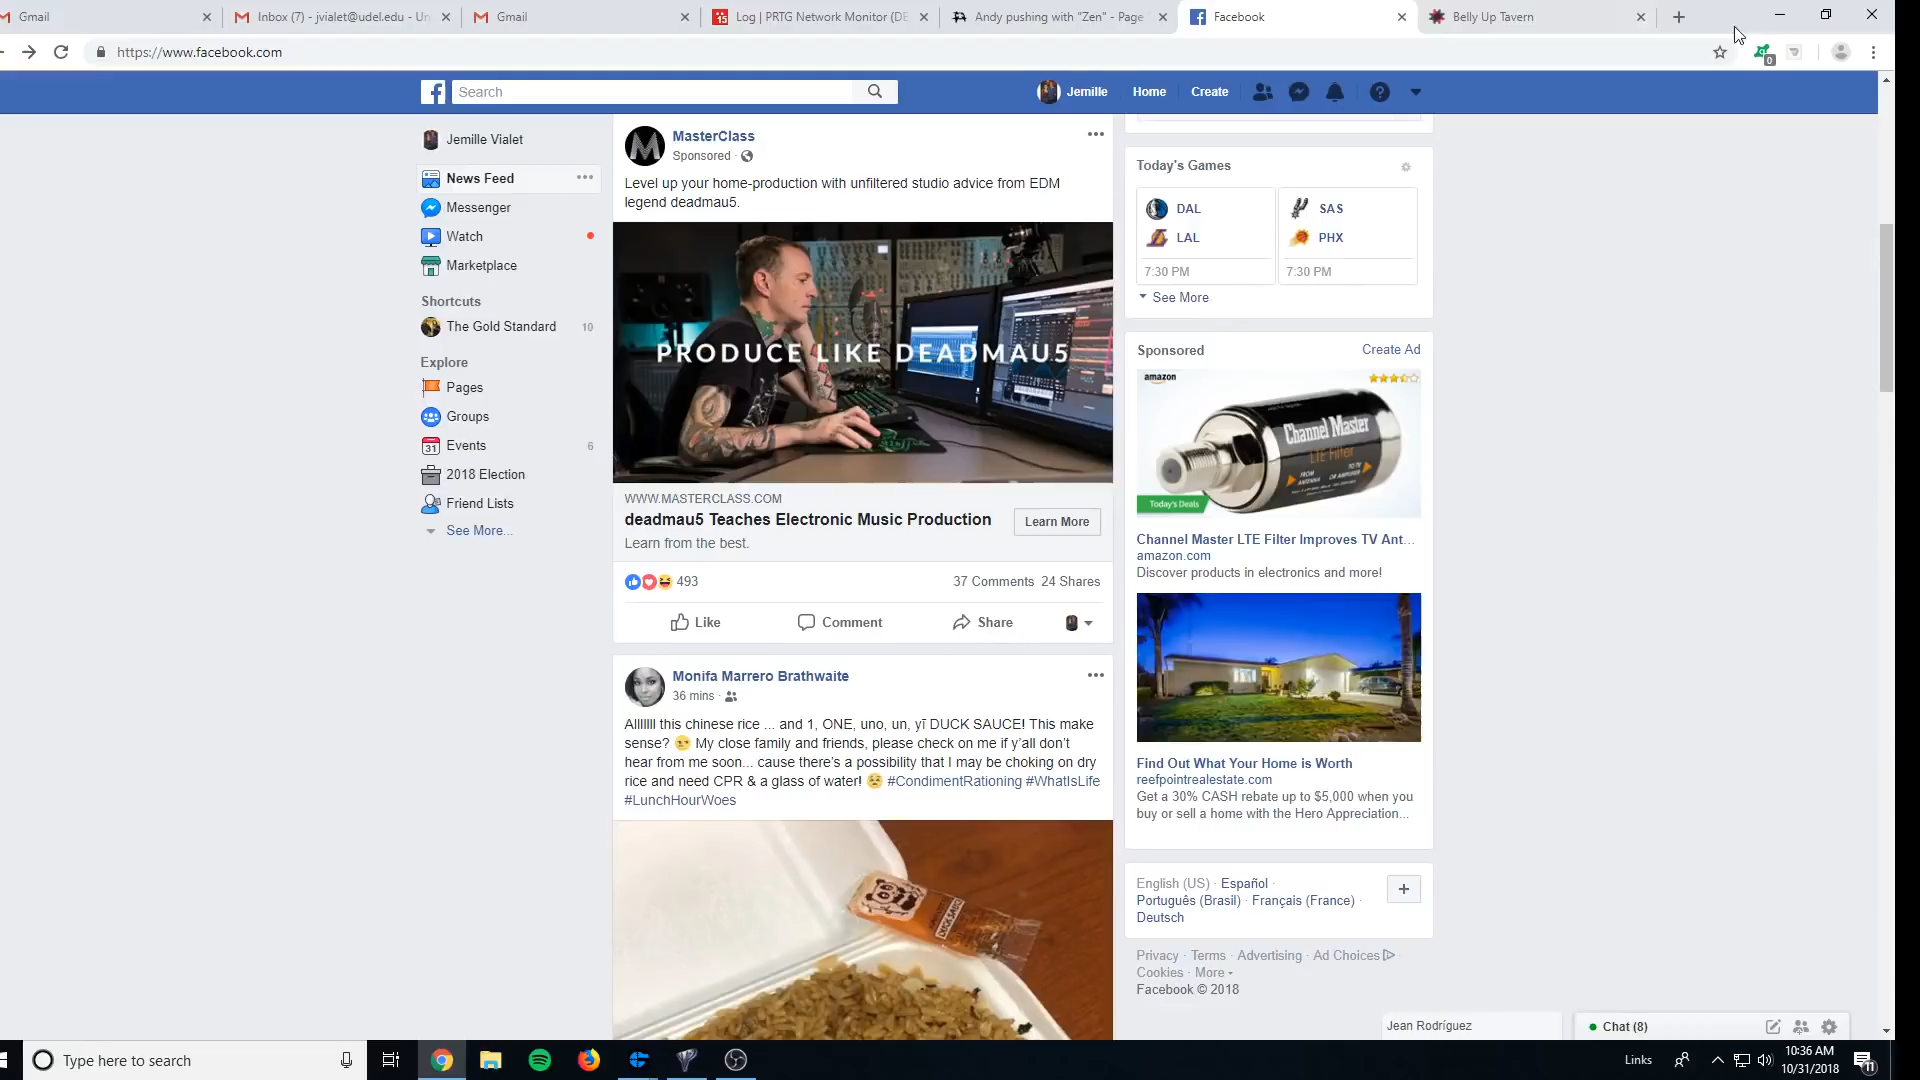 Gmail
Inbox (7) - jvialet@udel.edu - Un
Gmail
15
Log | PRTG Network Monitor (DE
Andy pushing with "Zen" - Page
Facebook
Belly Up Tavern
https://www.facebook.com
0
Search
Jemille
Home
Create
Jemille Vialet
News Feed
Messenger
Watch
Marketplace
Shortcuts
The Gold Standard 10
Explore
Pages
Groups
31
Events 6
2018 Election
Friend Lists
See More...
MasterClass
Sponsored ·
Level up your home-production with unfiltered studio advice from EDM
legend deadmau5.
PRODUCE LIKE DEADMAU5
WWW.MASTERCLASS.COM
deadmau5 Teaches Electronic Music Production
Learn More
Learn from the best.
493
37 Comments 24 Shares
Like
Comment
Share
Monifa Marrero Brathwaite
36 mins ·
Alllllll this chinese rice ... and 1, ONE, uno, un, yī DUCK SAUCE! This make
sense? 😒 My close family and friends, please check on me if y'all don't
hear from me soon... cause there's a possibility that I may be choking on dry
rice and need CPR & a glass of water! 😣 #CondimentRationing #WhatIsLife
#LunchHourWoes
Today's Games
DAL
LAL
7:30 PM
SAS
PHX
7:30 PM
See More
Sponsored
Create Ad
amazon
Channel Master
LTE Filter
FROM
ANTENNA
TO TV
OR AMPLIFIER
Today's Deals
Channel Master LTE Filter Improves TV Ant...
amazon.com
Discover products in electronics and more!
Find Out What Your Home is Worth
reefpointrealestate.com
Get a 30% CASH rebate up to $5,000 when you
buy or sell a home with the Hero Appreciation...
English (US) · Español ·
Português (Brasil) · Français (France) ·
Deutsch
Privacy · Terms · Advertising · Ad Choices ·
Cookies · More
Facebook © 2018
Jean Rodríguez
Chat (8)
Type here to search
Links
10:36 AM
10/31/2018
11